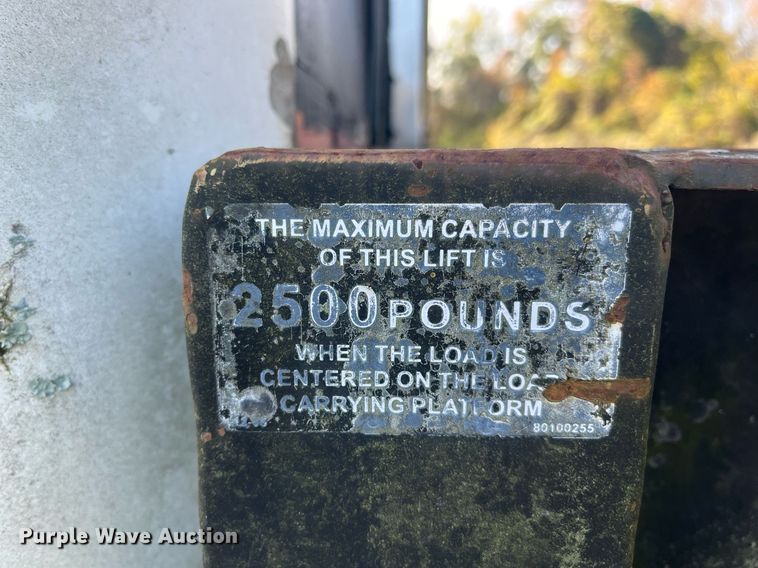 THE MAXIMUM CAPACITY
OF THIS LIFT IS
2500 POUNDS
WHEN THE LOAD IS
CENTERED ON THE LOAD
CARRYING PLATFORM
80100255
Purple Wave Auction